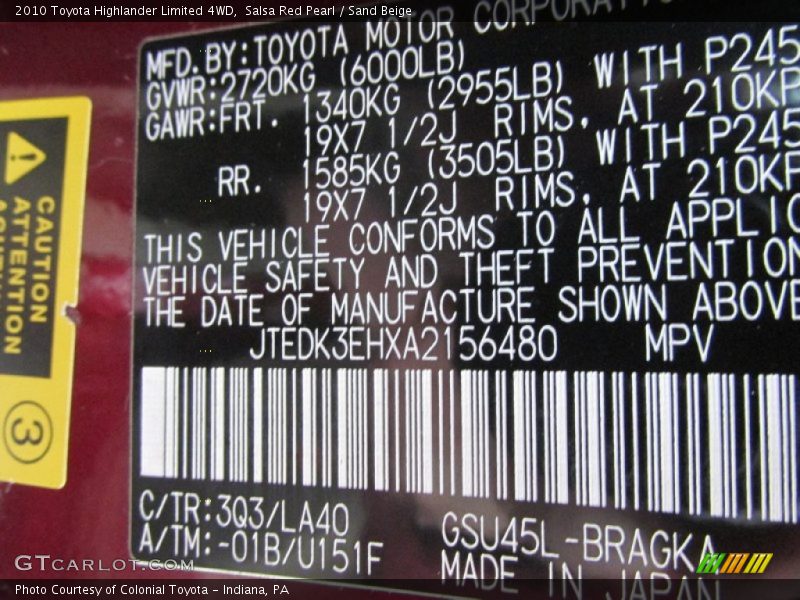 2010 Toyota Highlander Limited 4WD, Salsa Red Pearl / Sand Beige
MFD.BY:TOYOTA MOTOR CORPORATI
GVWR:2720KG (6000LB)
GAWR:FRT. 1340KG (2955LB) WITH P245
19X7 1/2J RIMS, AT 210KP
RR. 1585KG (3505LB) WITH P245
19X7 1/2J RIMS, AT 210KP
THIS VEHICLE CONFORMS TO ALL APPLIC
VEHICLE SAFETY AND THEFT PREVENTION
THE DATE OF MANUFACTURE SHOWN ABOVE
JTEDK3EHXA2156480 MPV
C/TR:3Q3/LA40
A/TM:-01B/U151F
GSU45L-BRAGKA
MADE IN JAPAN
CAUTION
ATTENTION
3
GTCARLOT.COM
Photo Courtesy of Colonial Toyota - Indiana, PA